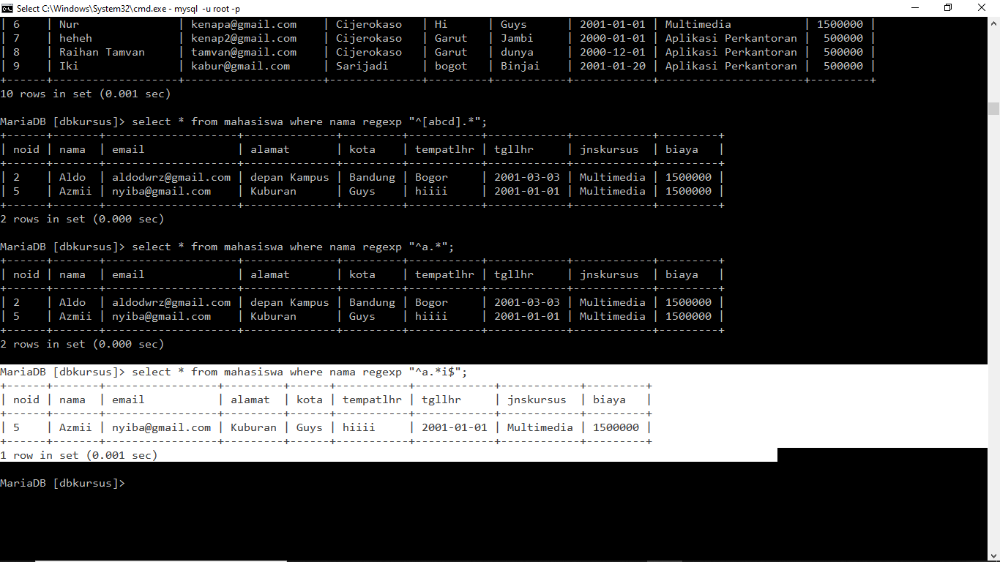 Select C:\Windows\System32\cmd.exe - mysql  -u root -p
| 6    | Nur                | kenapa@gmail.com    | Cijerokaso   | Hi      | Guys      | 2001-01-01 | Multimedia           | 1500000 |
| 7    | heheh              | kenap2@gmail.com    | Cijerokaso   | Garut   | Jambi     | 2000-01-01 | Aplikasi Perkantoran |  500000 |
| 8    | Raihan Tamvan      | tamvan@gmail.com    | Cijerokaso   | Garut   | dunya     | 2000-12-01 | Aplikasi Perkantoran |  500000 |
| 9    | Iki                | kabur@gmail.com     | Sarijadi     | bogot   | Binjai    | 2001-01-20 | Aplikasi Perkantoran |  500000 |
+------+--------------------+---------------------+--------------+---------+-----------+------------+----------------------+---------+
10 rows in set (0.001 sec)
MariaDB [dbkursus]> select * from mahasiswa where nama regexp "^[abcd].*";
+------+-------+--------------------+--------------+---------+-----------+------------+------------+---------+
| noid | nama  | email              | alamat       | kota    | tempatlhr | tgllhr     | jnskursus  | biaya   |
+------+-------+--------------------+--------------+---------+-----------+------------+------------+---------+
| 2    | Aldo  | aldodwrz@gmail.com | depan Kampus | Bandung | Bogor     | 2001-03-03 | Multimedia | 1500000 |
| 5    | Azmii | nyiba@gmail.com    | Kuburan      | Guys    | hiiii     | 2001-01-01 | Multimedia | 1500000 |
+------+-------+--------------------+--------------+---------+-----------+------------+------------+---------+
2 rows in set (0.000 sec)
MariaDB [dbkursus]> select * from mahasiswa where nama regexp "^a.*";
+------+-------+--------------------+--------------+---------+-----------+------------+------------+---------+
| noid | nama  | email              | alamat       | kota    | tempatlhr | tgllhr     | jnskursus  | biaya   |
+------+-------+--------------------+--------------+---------+-----------+------------+------------+---------+
| 2    | Aldo  | aldodwrz@gmail.com | depan Kampus | Bandung | Bogor     | 2001-03-03 | Multimedia | 1500000 |
| 5    | Azmii | nyiba@gmail.com    | Kuburan      | Guys    | hiiii     | 2001-01-01 | Multimedia | 1500000 |
+------+-------+--------------------+--------------+---------+-----------+------------+------------+---------+
2 rows in set (0.000 sec)
MariaDB [dbkursus]> select * from mahasiswa where nama regexp "^a.*i$";
+------+-------+-----------------+---------+------+-----------+------------+------------+---------+
| noid | nama  | email           | alamat  | kota | tempatlhr | tgllhr     | jnskursus  | biaya   |
+------+-------+-----------------+---------+------+-----------+------------+------------+---------+
| 5    | Azmii | nyiba@gmail.com | Kuburan | Guys | hiiii     | 2001-01-01 | Multimedia | 1500000 |
+------+-------+-----------------+---------+------+-----------+------------+------------+---------+
1 row in set (0.001 sec)
MariaDB [dbkursus]>